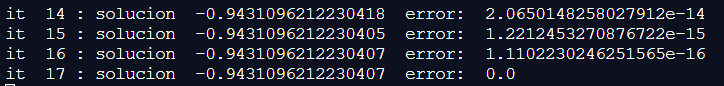 it  14 : solucion  -0.9431096212230418  error:  2.0650148258027912e-14
it  15 : solucion  -0.9431096212230405  error:  1.2212453270876722e-15
it  16 : solucion  -0.9431096212230407  error:  1.1102230246251565e-16
it  17 : solucion  -0.9431096212230407  error:  0.0